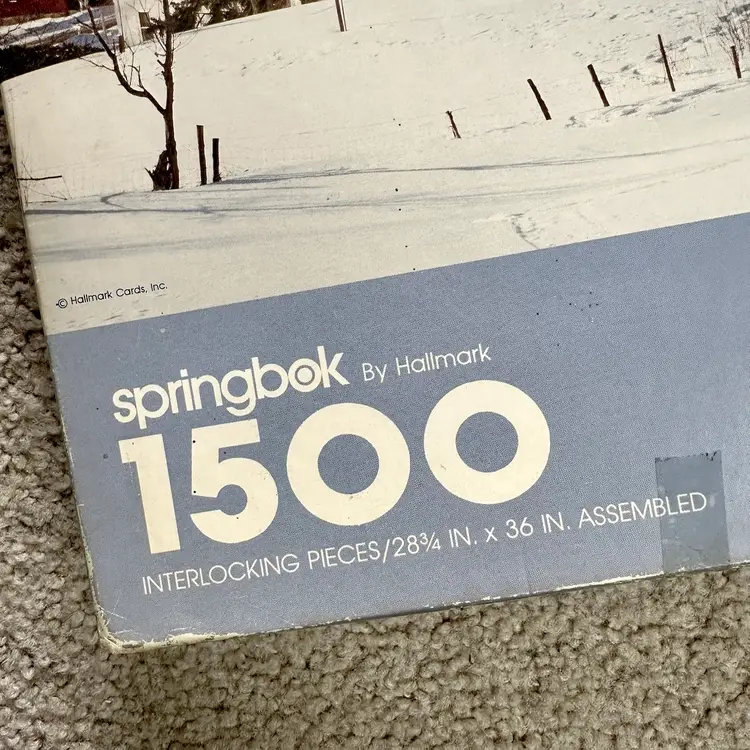 © Hallmark Cards, Inc.
springbok By Hallmark
1500
INTERLOCKING PIECES/28¾ IN. x 36 IN. ASSEMBLED